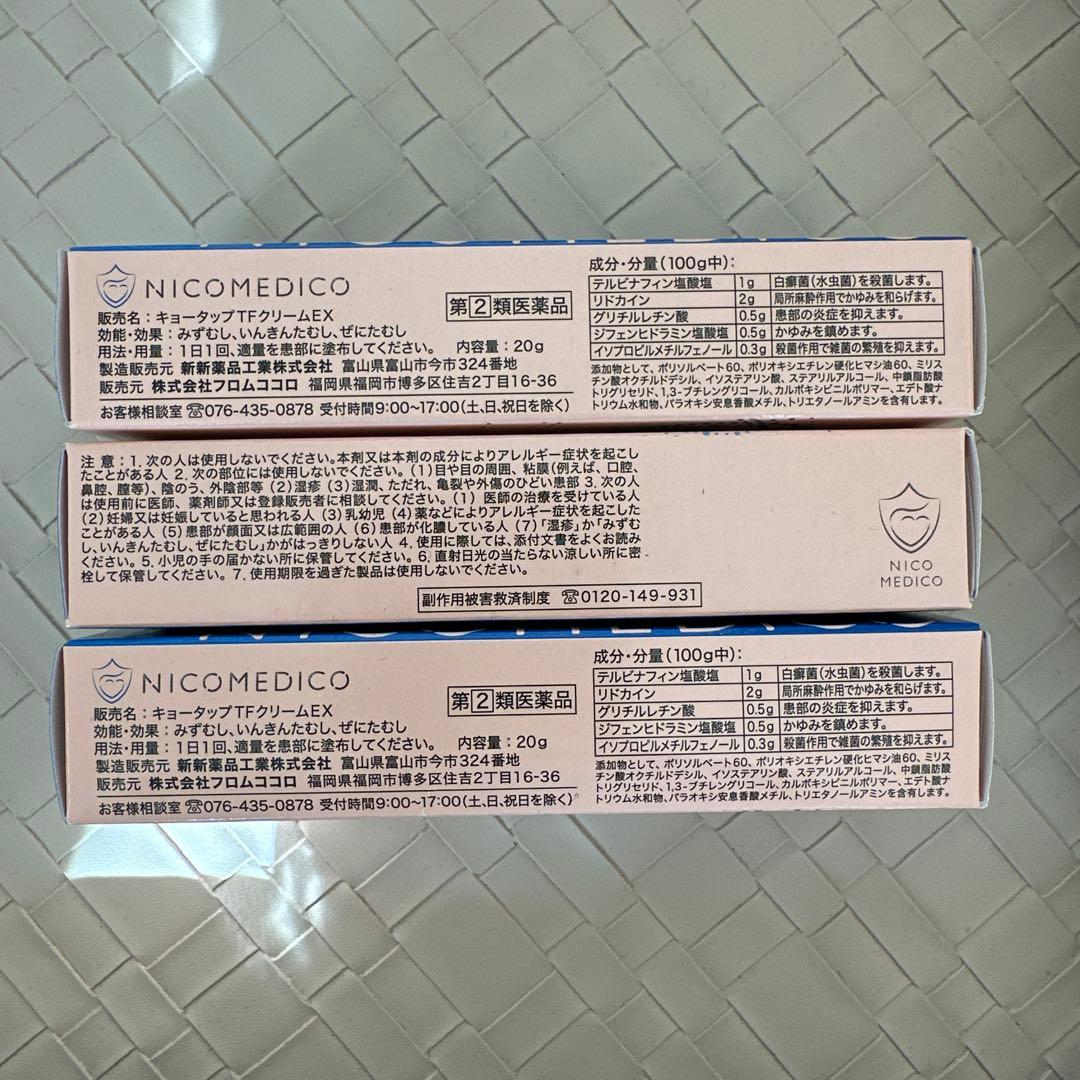 NICOMEDICO
指②類医薬品
販売名：キョータップTFクリームEX
効能・効果：みずむし、いんきんたむし、ぜにたむし
用法・用量：1日1回、適量を患部に塗布してください。 内容量：20g
製造販売元 新新薬品工業株式会社 富山県富山市今市324番地
販売元 株式会社フロムココロ 福岡県福岡市博多区住吉2丁目16-36
お客様相談室 ☎076-435-0878 受付時間9:00~17:00(土、日、祝日を除く)
成分・分量(100g中)：
テルビナフィン塩酸塩 1g 白癬菌(水虫菌)を殺菌します。
リドカイン 2g 局所麻酔作用でかゆみを和らげます。
グリチルレチン酸 0.5g 患部の炎症を抑えます。
ジフェンヒドラミン塩酸塩 0.5g かゆみを鎮めます。
イソプロピルメチルフェノール 0.3g 殺菌作用で雑菌の繁殖を抑えます。
添加物として、ポリソルベート60、ポリオキシエチレン硬化ヒマシ油60、ミリス
チン酸オクチルドデシル、イソステアリン酸、ステアリルアルコール、中鎖脂肪酸
トリグリセリド、1,3-ブチレングリコール、カルボキシビニルポリマー、エデト酸ナ
トリウム水和物、パラオキシ安息香酸メチル、トリエタノールアミンを含有します。
注意：1. 次の人は使用しないでください。本剤又は本剤の成分によりアレルギー症状を起こし
たことがある人 2. 次の部位には使用しないでください。(1)目や目の周囲、粘膜(例えば、口腔、
鼻腔、膣等)、陰のう、外陰部等 (2)湿疹 (3)湿潤、ただれ、亀裂や外傷のひどい患部 3. 次の人
は使用前に医師、薬剤師又は登録販売者に相談してください。(1) 医師の治療を受けている人
(2)妊婦又は妊娠していると思われる人 (3)乳幼児 (4)薬などによりアレルギー症状を起こした
ことがある人 (5)患部が顔面又は広範囲の人 (6)患部が化膿している人 (7)「湿疹」か「みずむ
し、いんきんたむし、ぜにたむし」かがはっきりしない人 4. 使用に際しては、添付文書をよくお読み
ください。5. 小児の手の届かない所に保管してください。6. 直射日光の当たらない涼しい所に密
栓して保管してください。7. 使用期限を過ぎた製品は使用しないでください。
副作用被害救済制度 ☎0120-149-931
NICO
MEDICO
NICOMEDICO
指②類医薬品
販売名：キョータップTFクリームEX
効能・効果：みずむし、いんきんたむし、ぜにたむし
用法・用量：1日1回、適量を患部に塗布してください。 内容量：20g
製造販売元 新新薬品工業株式会社 富山県富山市今市324番地
販売元 株式会社フロムココロ 福岡県福岡市博多区住吉2丁目16-36
お客様相談室 ☎076-435-0878 受付時間9:00~17:00(土、日、祝日を除く)
成分・分量(100g中)：
テルビナフィン塩酸塩 1g 白癬菌(水虫菌)を殺菌します。
リドカイン 2g 局所麻酔作用でかゆみを和らげます。
グリチルレチン酸 0.5g 患部の炎症を抑えます。
ジフェンヒドラミン塩酸塩 0.5g かゆみを鎮めます。
イソプロピルメチルフェノール 0.3g 殺菌作用で雑菌の繁殖を抑えます。
添加物として、ポリソルベート60、ポリオキシエチレン硬化ヒマシ油60、ミリス
チン酸オクチルドデシル、イソステアリン酸、ステアリルアルコール、中鎖脂肪酸
トリグリセリド、1,3-ブチレングリコール、カルボキシビニルポリマー、エデト酸ナ
トリウム水和物、パラオキシ安息香酸メチル、トリエタノールアミンを含有します。